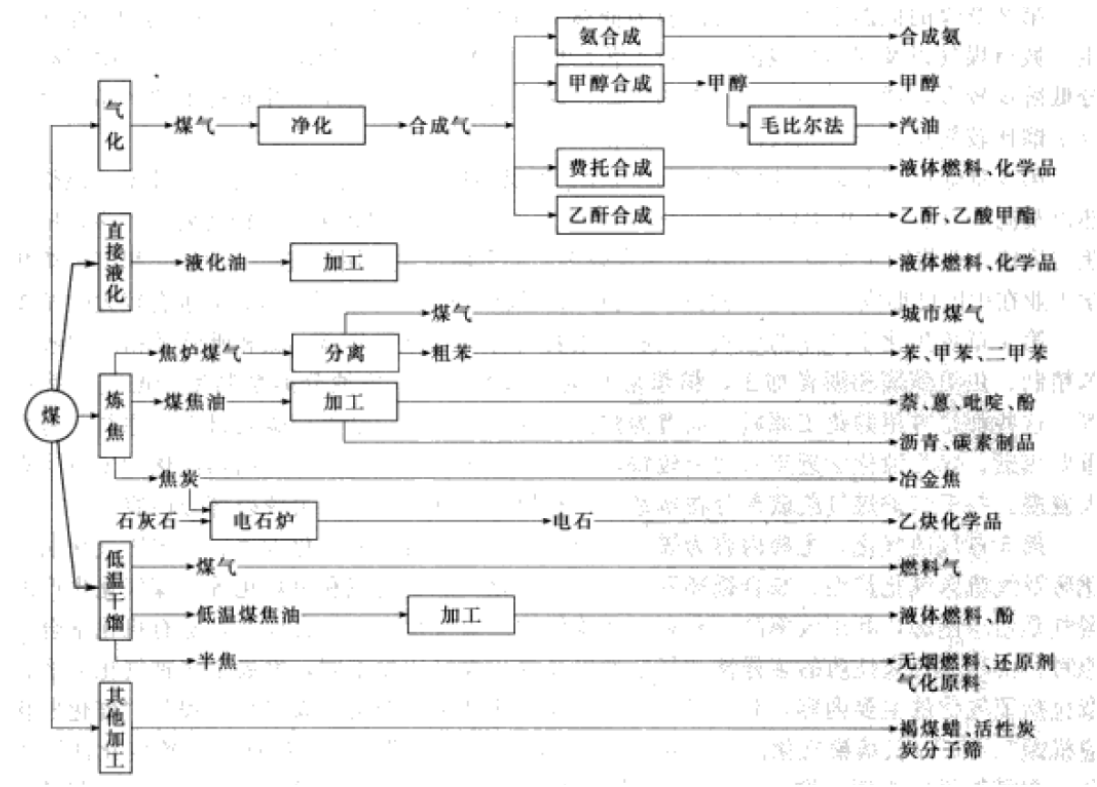 氨合成 合成氨
气化 煤气 净化 合成气 甲醇合成 甲醇 甲醇
毛比尔法 汽油
费托合成 液体燃料、化学品
乙酐合成 乙酐、乙酸甲酯
直接液化 液化油 加工 液体燃料、化学品
煤气 城市煤气
焦炉煤气 分离 粗苯 苯、甲苯、二甲苯
煤 炼焦 煤焦油 加工 萘、蒽、吡啶、酚
沥青、碳素制品
焦炭 冶金焦
石灰石 电石炉 电石 乙炔化学品
低温干馏 煤气 燃料气
低温煤焦油 加工 液体燃料、酚
半焦 无烟燃料、还原剂
气化原料
其他加工 褐煤蜡、活性炭
炭分子筛